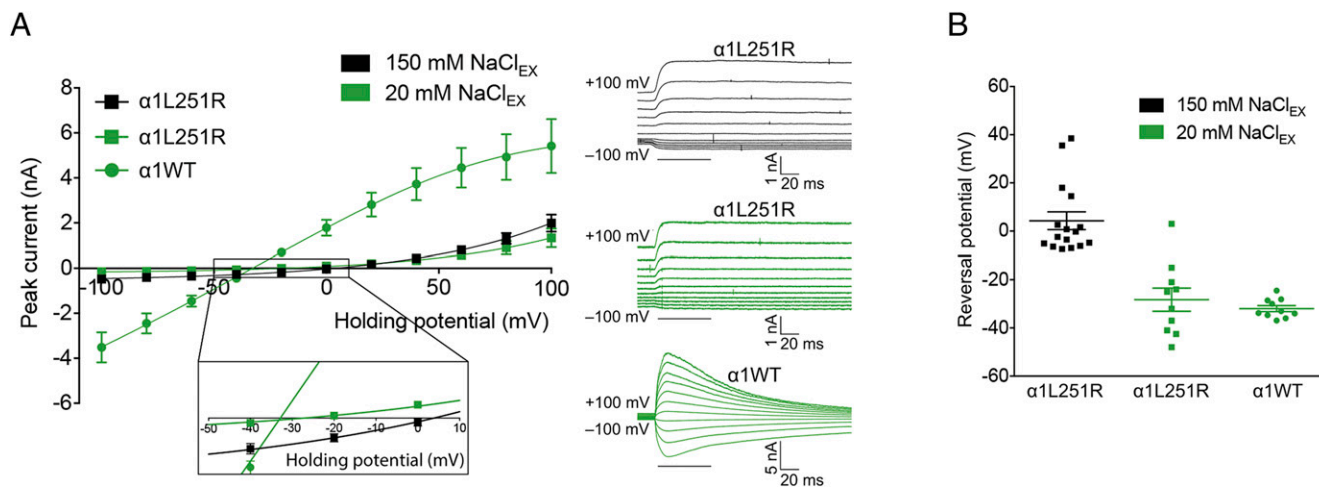 A
Peak current (nA)
8
6
4
2
0
-2
-4
-6
-100
-50
0
50
100
Holding potential (mV)
α1L251R
α1L251R
α1WT
150 mM NaClEX
20 mM NaClEX
-50
-40
-30
-20
-10
0
10
Holding potential (mV)
α1L251R
+100 mV
–100 mV
1 nA
20 ms
α1L251R
+100 mV
–100 mV
1 nA
20 ms
α1WT
+100 mV
–100 mV
5 nA
20 ms
B
Reversal potential (mV)
60
40
20
0
-20
-40
-60
150 mM NaClEX
20 mM NaClEX
α1L251R
α1L251R
α1WT